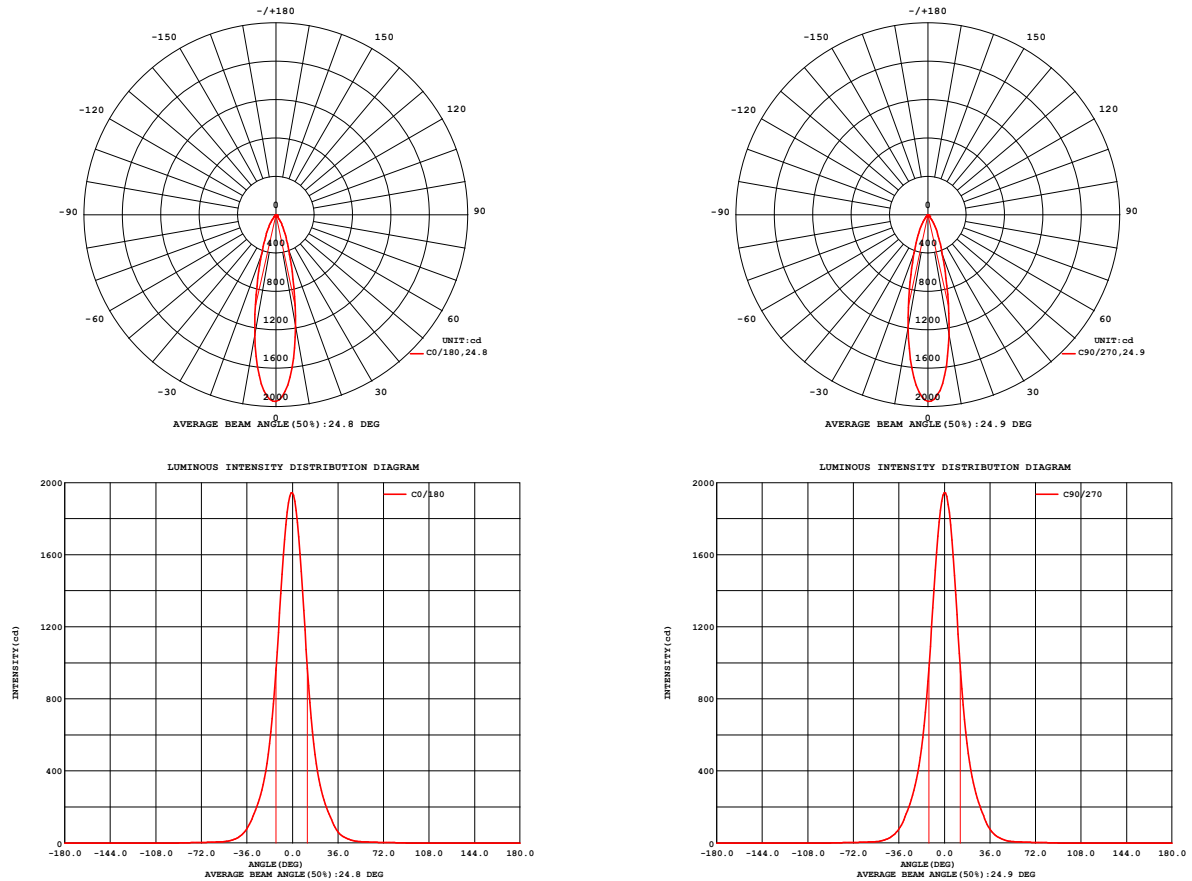 -/+180
-150 150
-120 120
-90 90
-60 60
-30 30
0
400
800
1200
1600
2000
0
UNIT:cd
C0/180,24.8
AVERAGE BEAM ANGLE(50%):24.8 DEG
-/+180
-150 150
-120 120
-90 90
-60 60
-30 30
0
400
800
1200
1600
2000
0
UNIT:cd
C90/270,24.9
AVERAGE BEAM ANGLE(50%):24.9 DEG
LUMINOUS INTENSITY DISTRIBUTION DIAGRAM
C0/180
INTENSITY(cd)
2000
1600
1200
800
400
0
-180.0 -144.0 -108.0 -72.0 -36.0 0.0 36.0 72.0 108.0 144.0 180.0
ANGLE(DEG)
AVERAGE BEAM ANGLE(50%):24.8 DEG
LUMINOUS INTENSITY DISTRIBUTION DIAGRAM
C90/270
INTENSITY(cd)
2000
1600
1200
800
400
0
-180.0 -144.0 -108.0 -72.0 -36.0 0.0 36.0 72.0 108.0 144.0 180.0
ANGLE(DEG)
AVERAGE BEAM ANGLE(50%):24.9 DEG